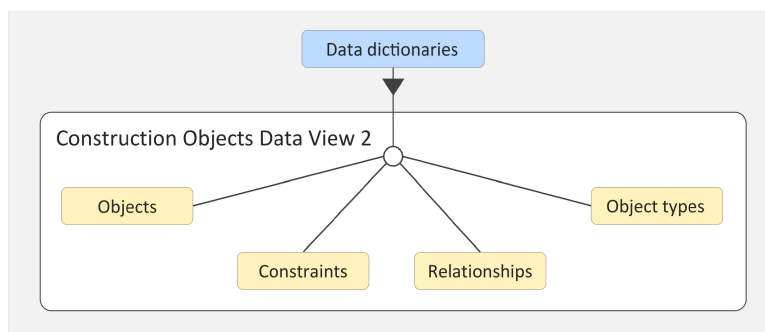 Data dictionaries
Construction Objects Data View 2
Objects
Object types
Constraints
Relationships